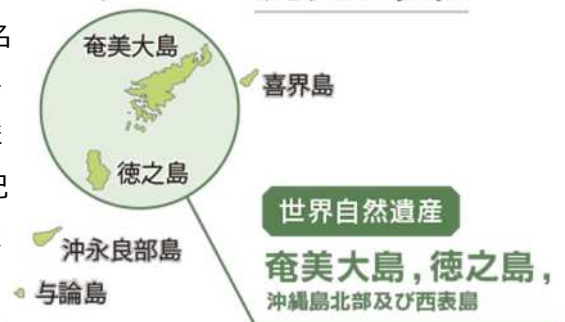 奄美大島
喜界島
徳之島
世界自然遺産
沖永良部島
奄美大島，徳之島，
与論島
沖縄島北部及び西表島